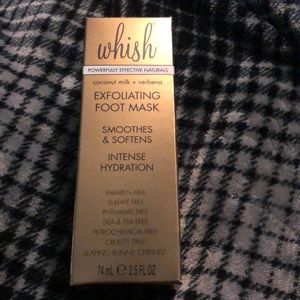 whish
POWERFULLY EFFECTIVE NATURALS
coconut milk + verbena
EXFOLIATING
FOOT MASK
SMOOTHES
& SOFTENS
INTENSE
HYDRATION
PARABEN FREE
SULFATE FREE
PHTHALATE FREE
DEA & TEA FREE
PETROCHEMICAL FREE
CRUELTY FREE
LEAPING BUNNY CERTIFIED
74 mL ℮ 2.5 FL OZ